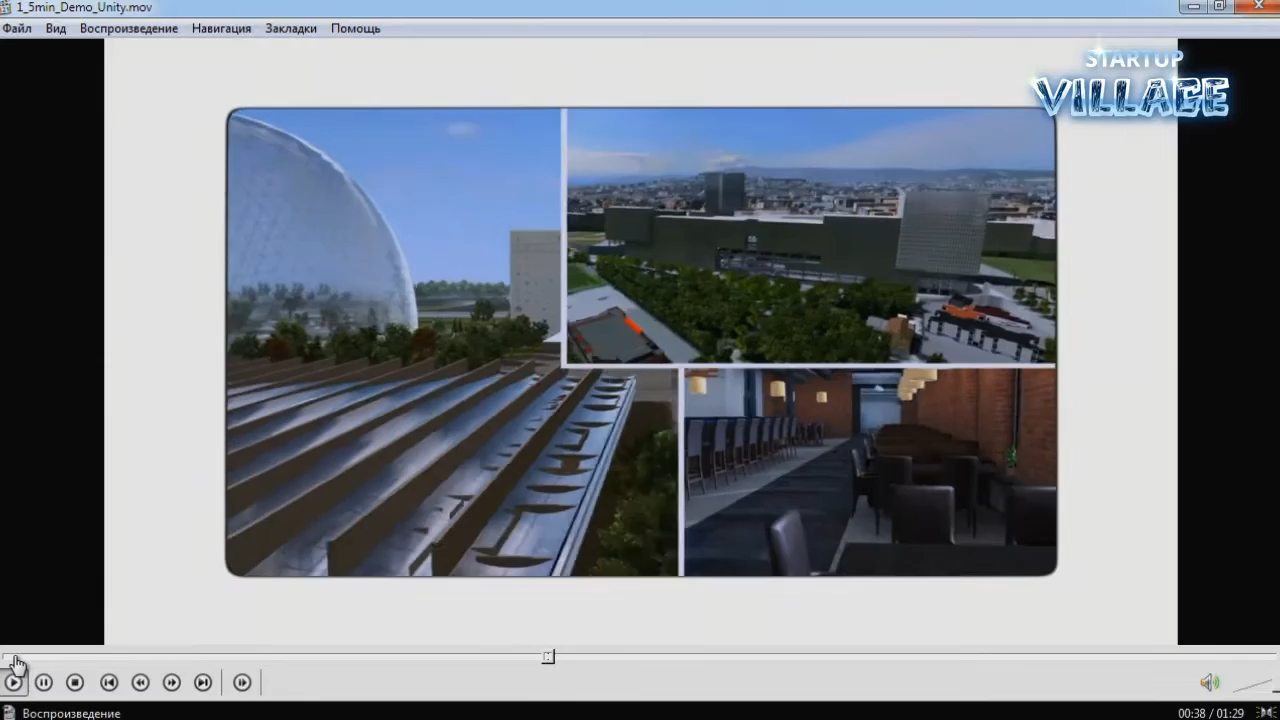 1_5min_Demo_Unity.mov
Файл Вид Воспроизведение Навигация Закладки Помощь
STARTUP
VILLAGE
Воспроизведение
00:38 / 01:29